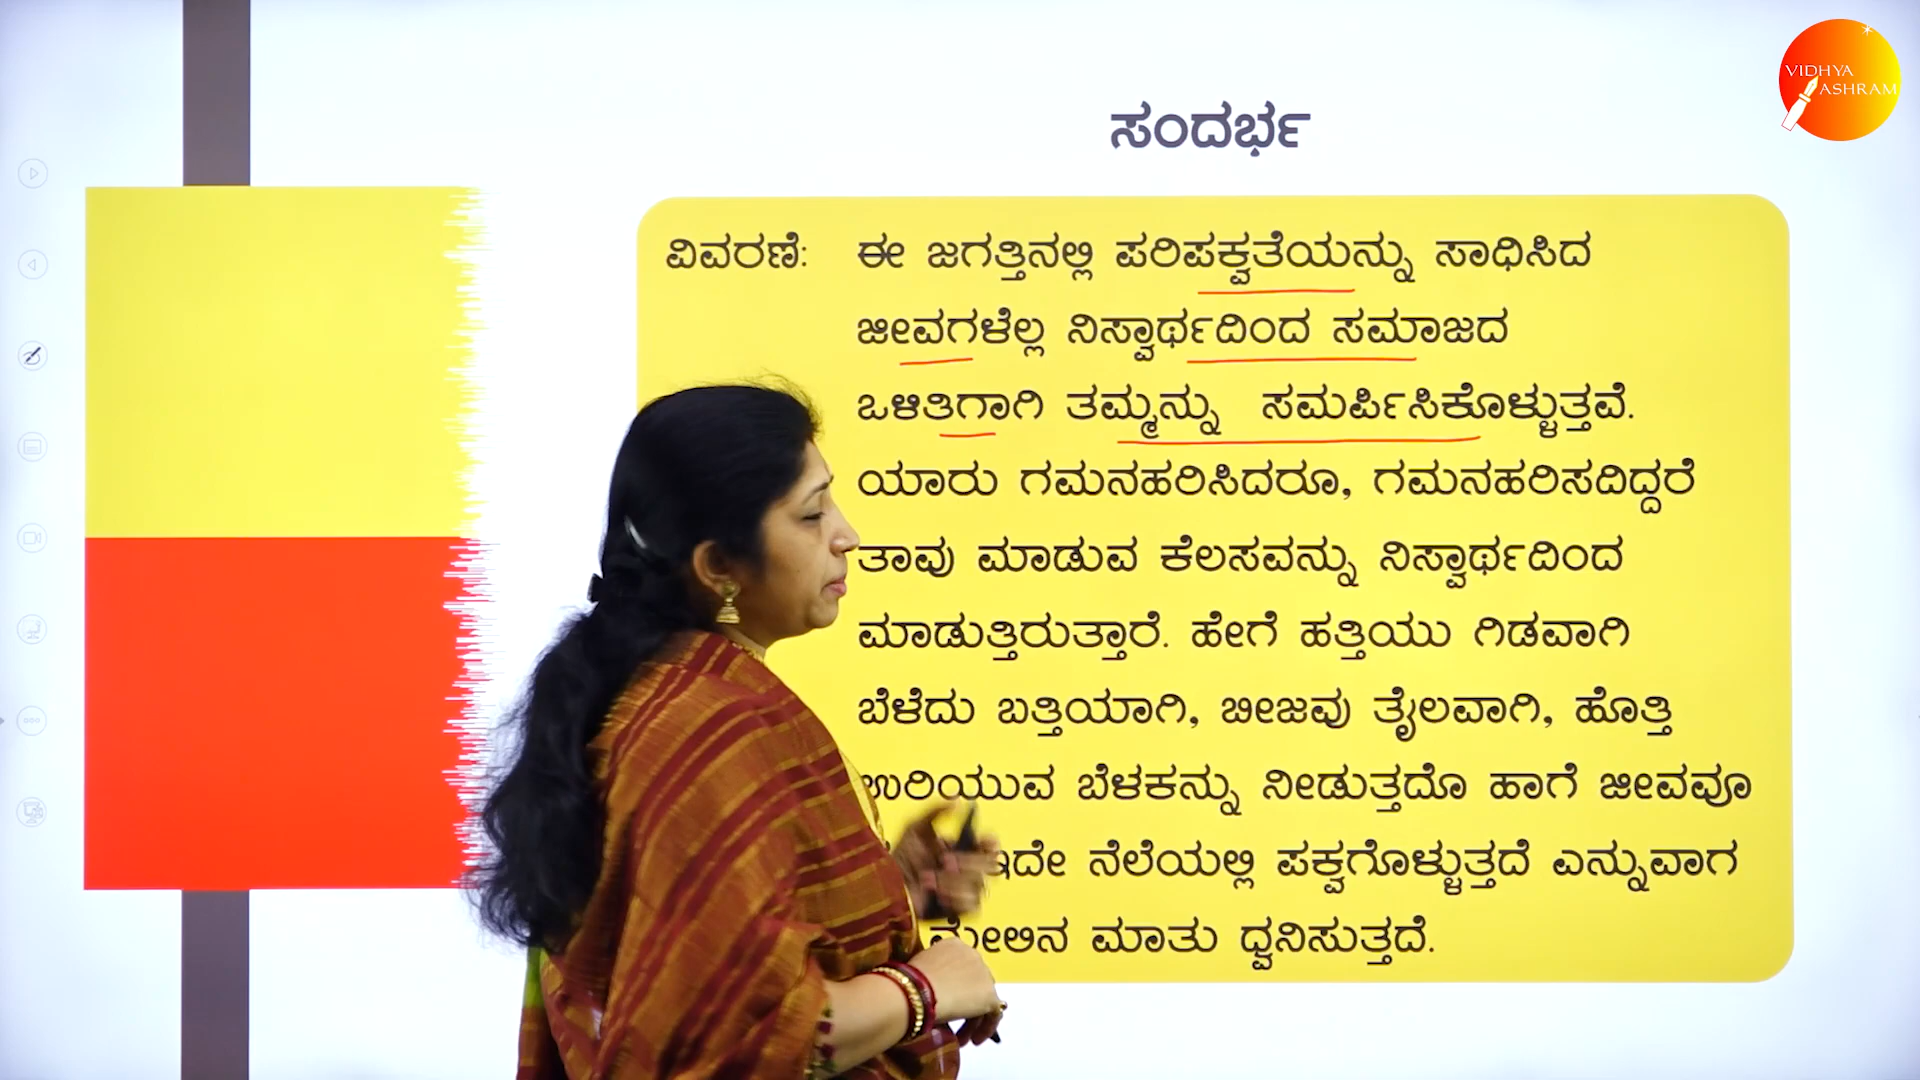 VIDHYA
ASHRAM
ಸಂದರ್ಭ
ವಿವರಣೆ: ಈ ಜಗತ್ತಿನಲ್ಲಿ ಪರಿಪಕ್ವತೆಯನ್ನು ಸಾಧಿಸಿದ
ಜೀವಗಳೆಲ್ಲ ನಿಸ್ವಾರ್ಥದಿಂದ ಸಮಾಜದ
ಒಳಿತಿಗಾಗಿ ತಮ್ಮನ್ನು ಸಮರ್ಪಿಸಿಕೊಳ್ಳುತ್ತವೆ.
ಯಾರು ಗಮನಹರಿಸಿದರೂ, ಗಮನಹರಿಸದಿದ್ದರೆ
ತಾವು ಮಾಡುವ ಕೆಲಸವನ್ನು ನಿಸ್ವಾರ್ಥದಿಂದ
ಮಾಡುತ್ತಿರುತ್ತಾರೆ. ಹೇಗೆ ಹತ್ತಿಯು ಗಿಡವಾಗಿ
ಬೆಳೆದು ಬತ್ತಿಯಾಗಿ, ಬೀಜವು ತೈಲವಾಗಿ, ಹೊತ್ತಿ
ಉರಿಯುವ ಬೆಳಕನ್ನು ನೀಡುತ್ತದೊ ಹಾಗೆ ಜೀವವೂ
ಇದೇ ನೆಲೆಯಲ್ಲಿ ಪಕ್ವಗೊಳ್ಳುತ್ತದೆ ಎನ್ನುವಾಗ
ಮೇಲಿನ ಮಾತು ಧ್ವನಿಸುತ್ತದೆ.